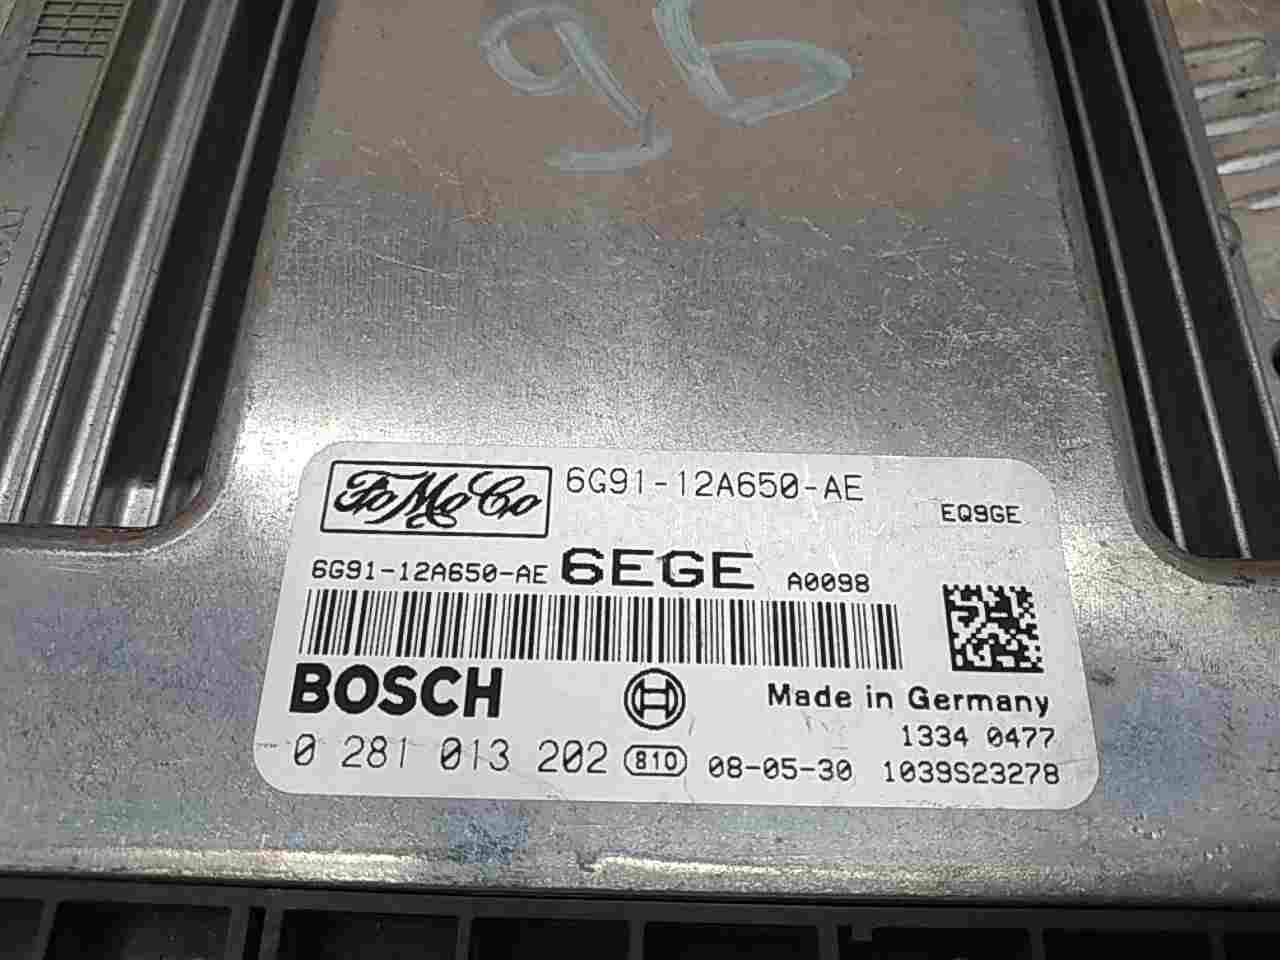 96
FoMoCo 6G91-12A650-AE
EQ9GE
6G91-12A650-AE 6EGE A0098
BOSCH Made in Germany
1334 0477
0 281 013 202 810 08-05-30 1039S23278